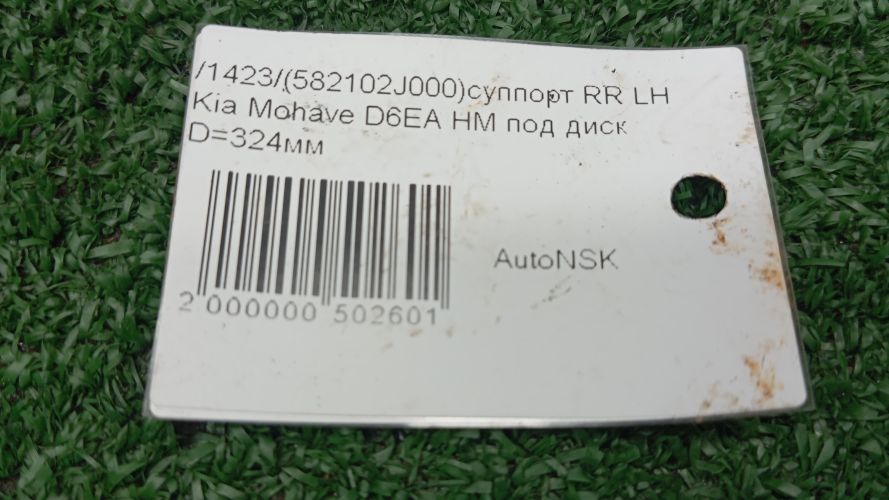 /1423/(582102J000)суппорт RR LH
Kia Mohave D6EA HM под диск
D=324мм
AutoNSK
2 000000 502601